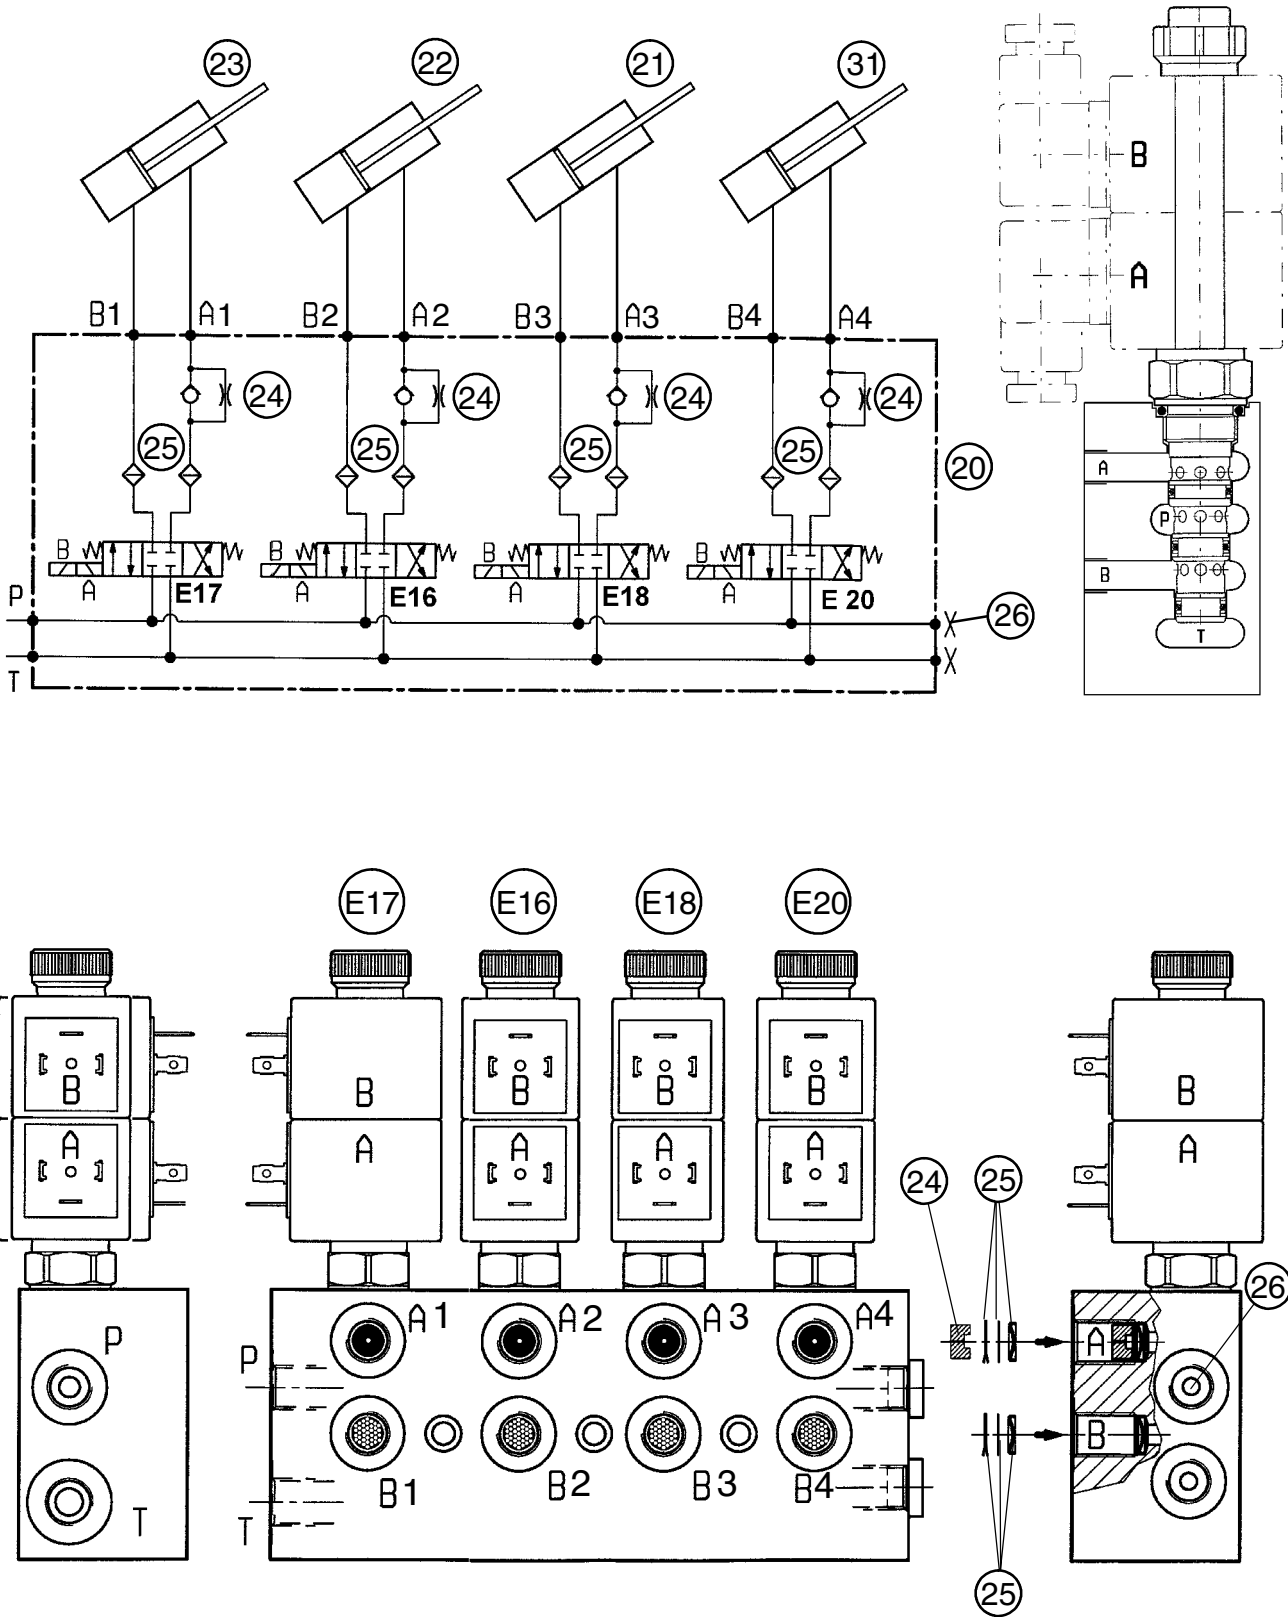 23 22 21 31
B
A
B1 A1 B2 A2 B3 A3 B4 A4
24 24 24 24
25 25 25 25
20
A
P
B
T
B B B B
A A A A
E17 E16 E18 E 20
P
26
T
E17 E16 E18 E20
B B B B B B
A A A A A A
24 25
26
P A1 A2 A3 A4
P
A
B
B1 B2 B3 B4
T T
25